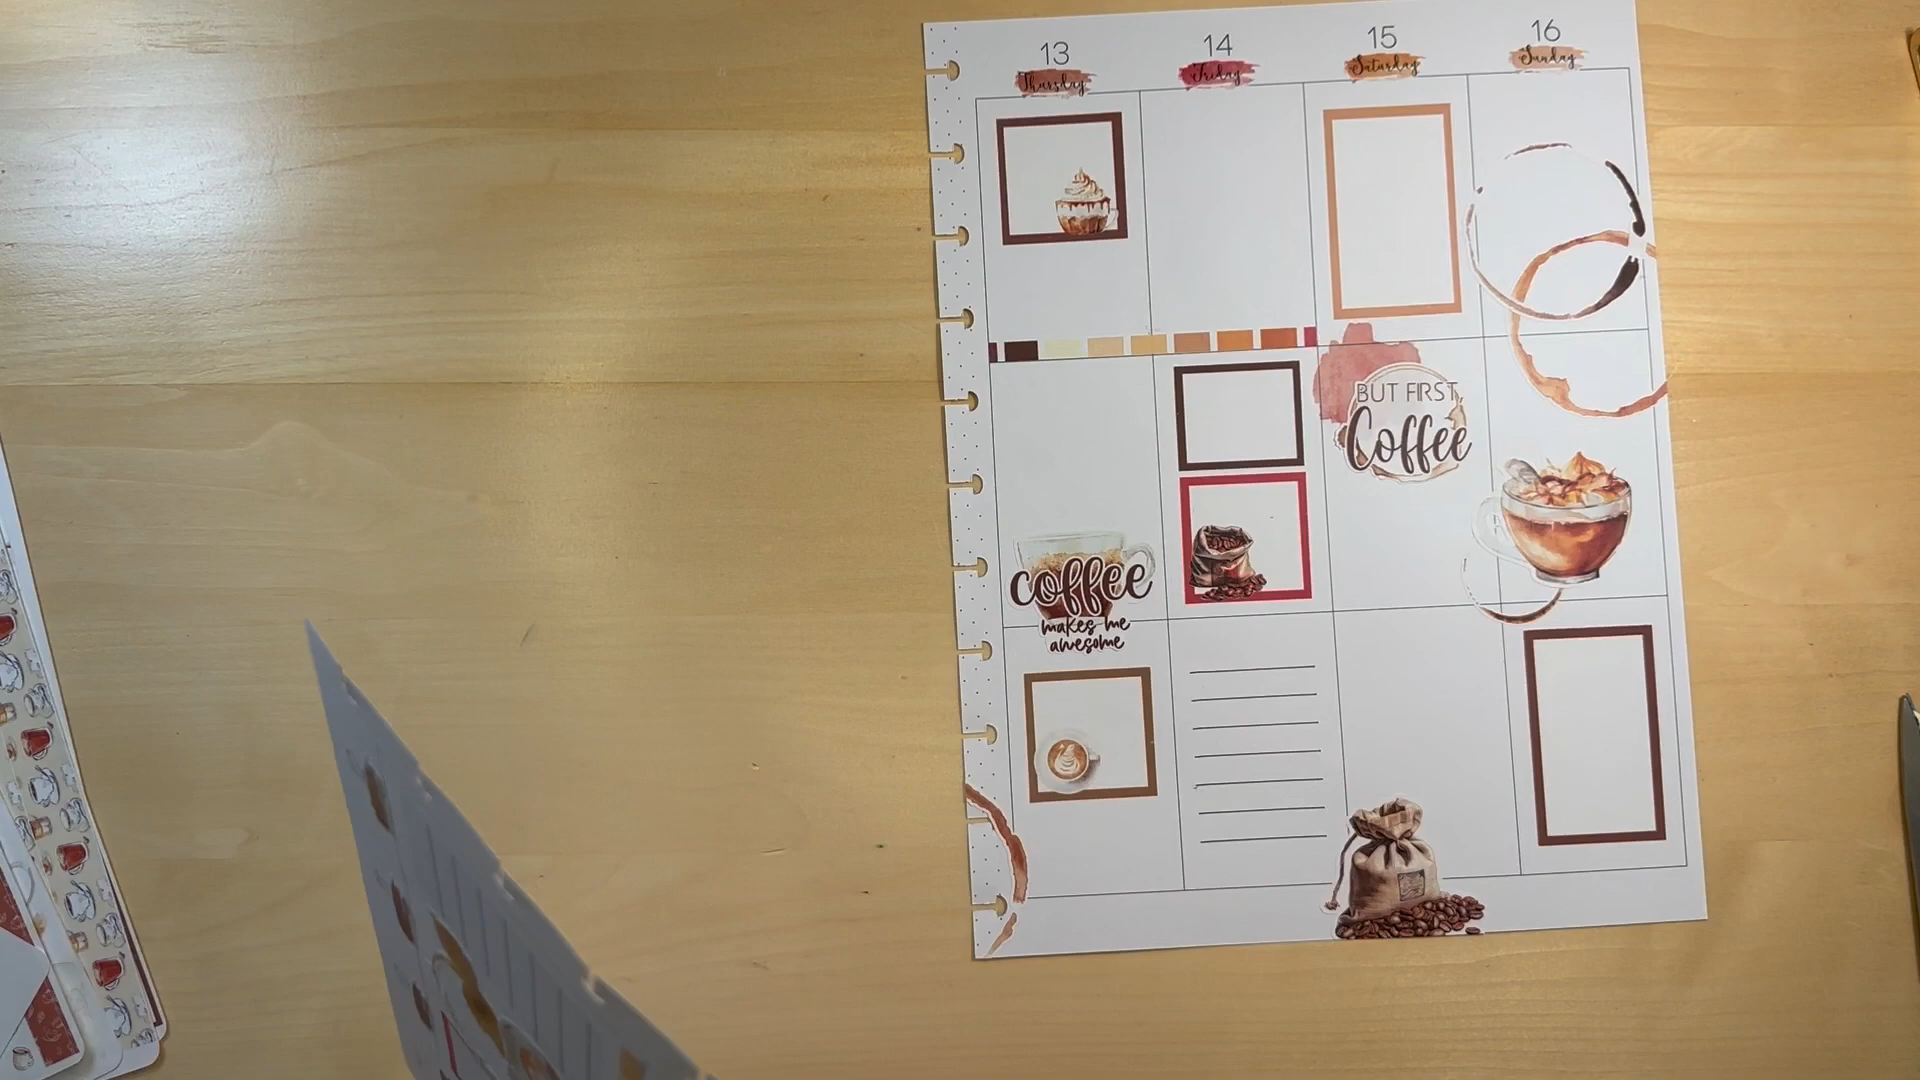 13 14 15 16
Thursday Friday Saturday Sunday
BUT FIRST,
Coffee
coffee
makes me
awesome